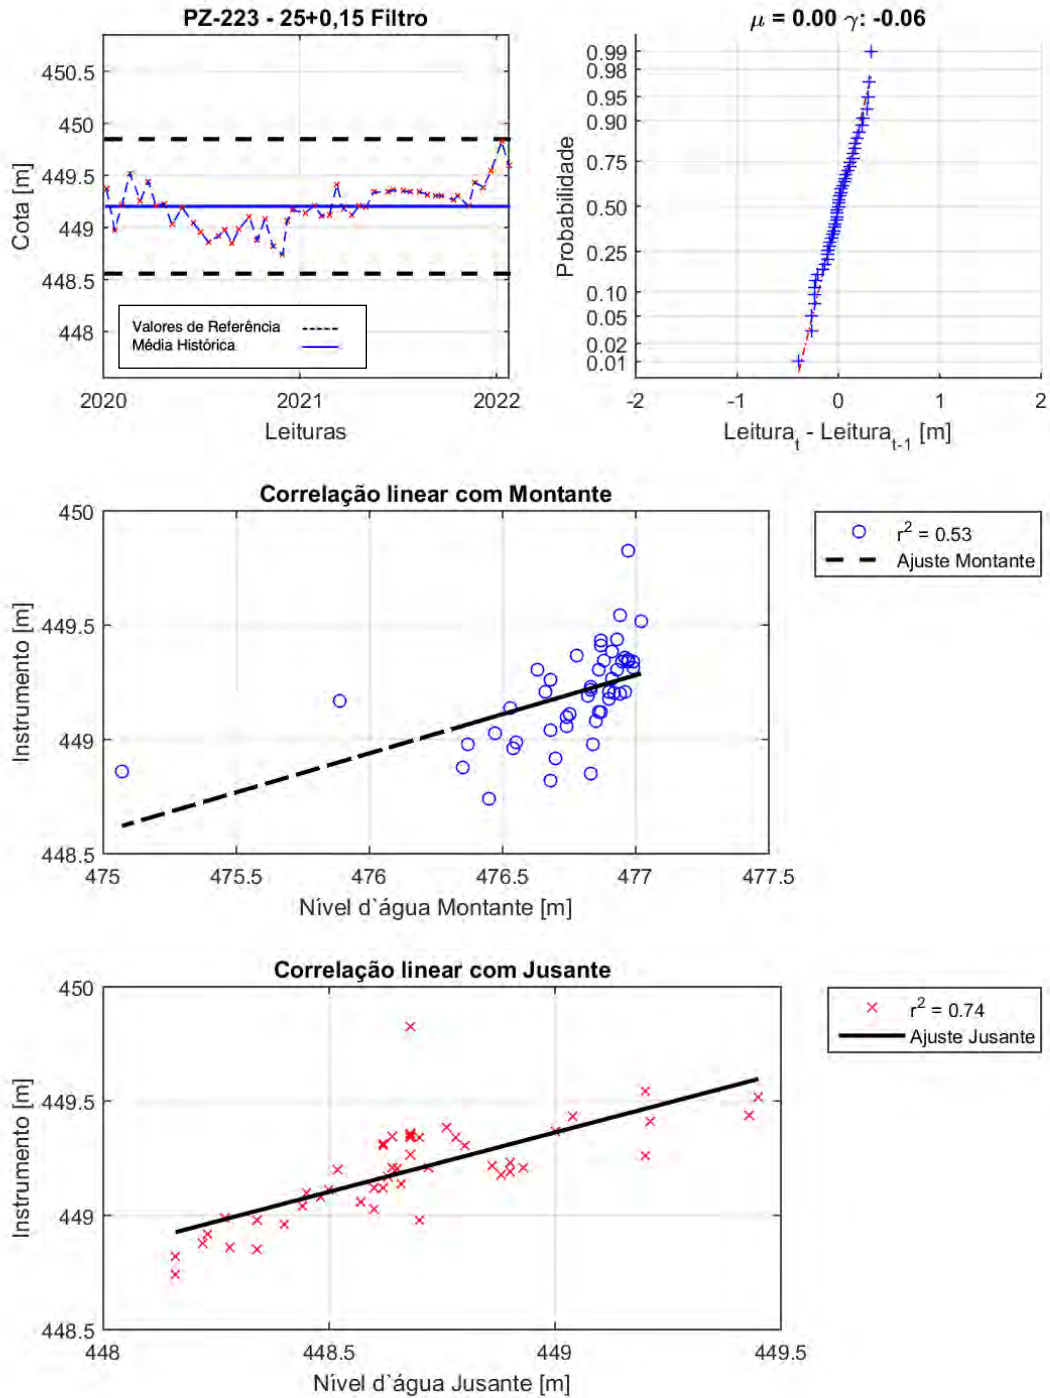 PZ-223 - 25+0,15 Filtro
Cota [m]
450.5
450
449.5
449
448.5
448
Valores de Referência
Média Histórica
2020
2021
2022
Leituras
μ = 0.00 γ: -0.06
Probabilidade
0.99
0.98
0.95
0.90
0.75
0.50
0.25
0.10
0.05
0.02
0.01
-2
-1
0
1
2
Leitura_t - Leitura_t-1 [m]
Correlação linear com Montante
Instrumento [m]
450
449.5
449
448.5
475
475.5
476
476.5
477
477.5
Nível d`água Montante [m]
r² = 0.53
Ajuste Montante
Correlação linear com Jusante
Instrumento [m]
450
449.5
449
448.5
448
448.5
449
449.5
Nível d`água Jusante [m]
r² = 0.74
Ajuste Jusante